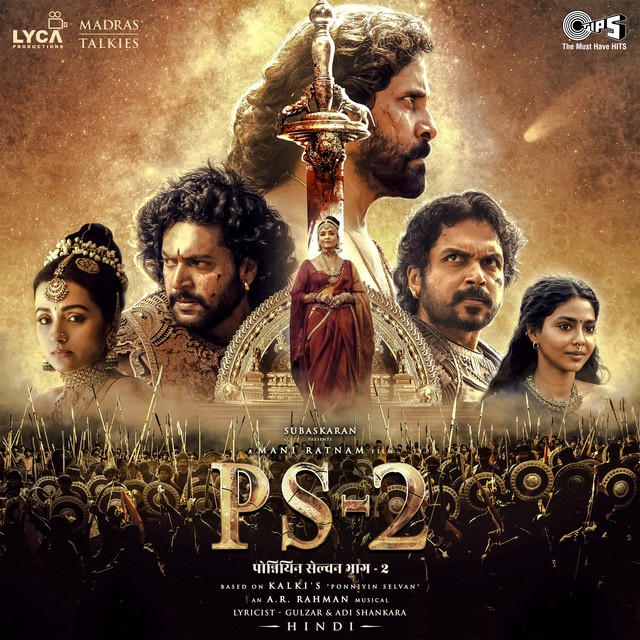 LYCA
PRODUCTIONS
MADRAS
TALKIES
TIPS
The Must Have HITS
SUBASKARAN
PRESENTS
A MANI RATNAM FILM
PS-2
पोन्नियिन सेल्वन भाग - 2
BASED ON KALKI'S "PONNIYIN SELVAN"
AN A.R. RAHMAN MUSICAL
LYRICIST - GULZAR & ADI SHANKARA
HINDI